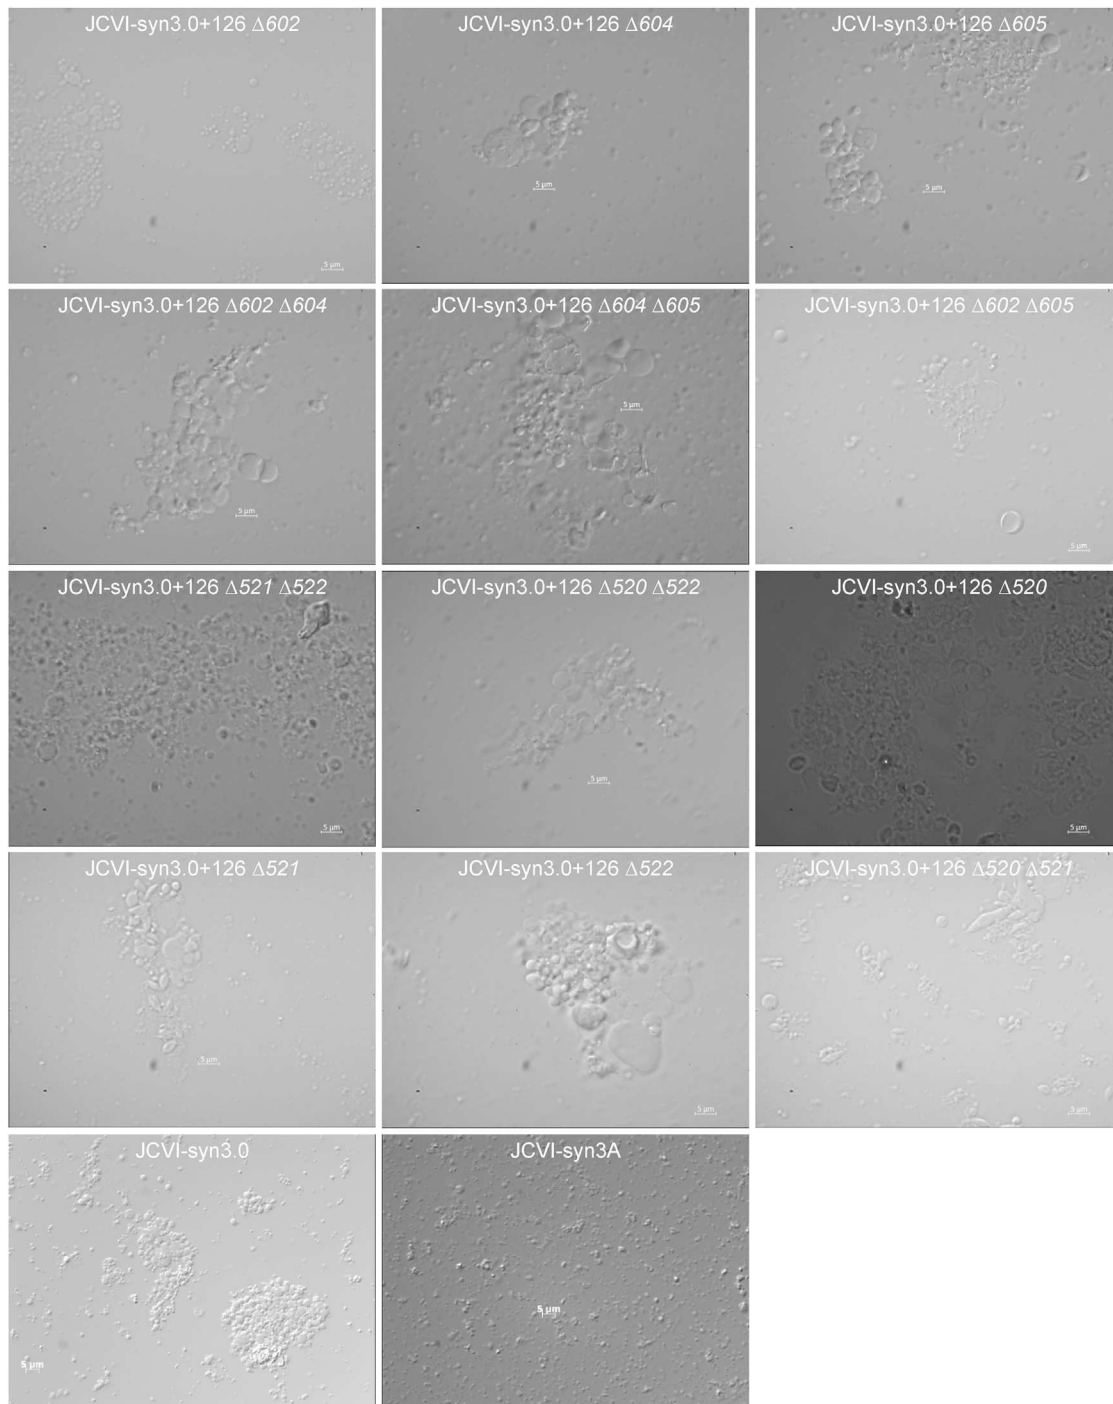 JCVI-syn3.0+126 Δ602
JCVI-syn3.0+126 Δ604
JCVI-syn3.0+126 Δ605
5 µm
5 µm
5 µm
JCVI-syn3.0+126 Δ602 Δ604
JCVI-syn3.0+126 Δ604 Δ605
JCVI-syn3.0+126 Δ602 Δ605
5 µm
5 µm
5 µm
JCVI-syn3.0+126 Δ521 Δ522
JCVI-syn3.0+126 Δ520 Δ522
JCVI-syn3.0+126 Δ520
5 µm
5 µm
5 µm
JCVI-syn3.0+126 Δ521
JCVI-syn3.0+126 Δ522
JCVI-syn3.0+126 Δ520 Δ521
5 µm
5 µm
5 µm
JCVI-syn3.0
JCVI-syn3A
5 µm
5 µm